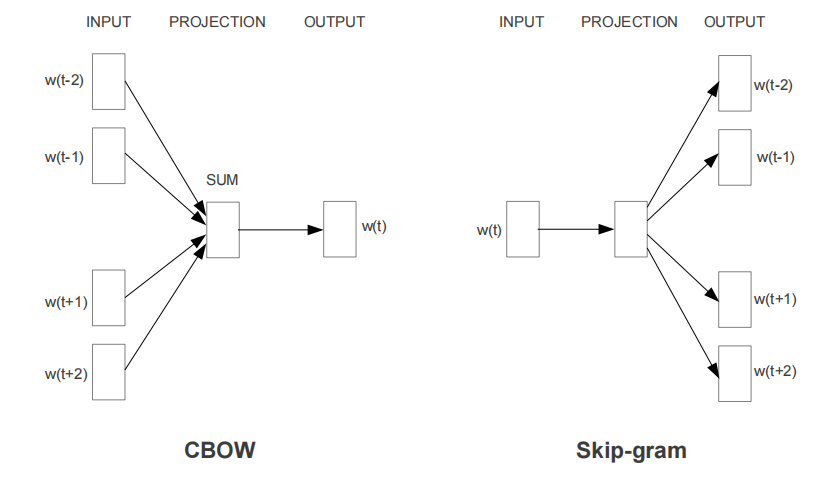 INPUT PROJECTION OUTPUT
w(t-2)
w(t-1)
SUM
w(t)
w(t+1)
w(t+2)
CBOW
INPUT PROJECTION OUTPUT
w(t-2)
w(t-1)
w(t)
w(t+1)
w(t+2)
Skip-gram